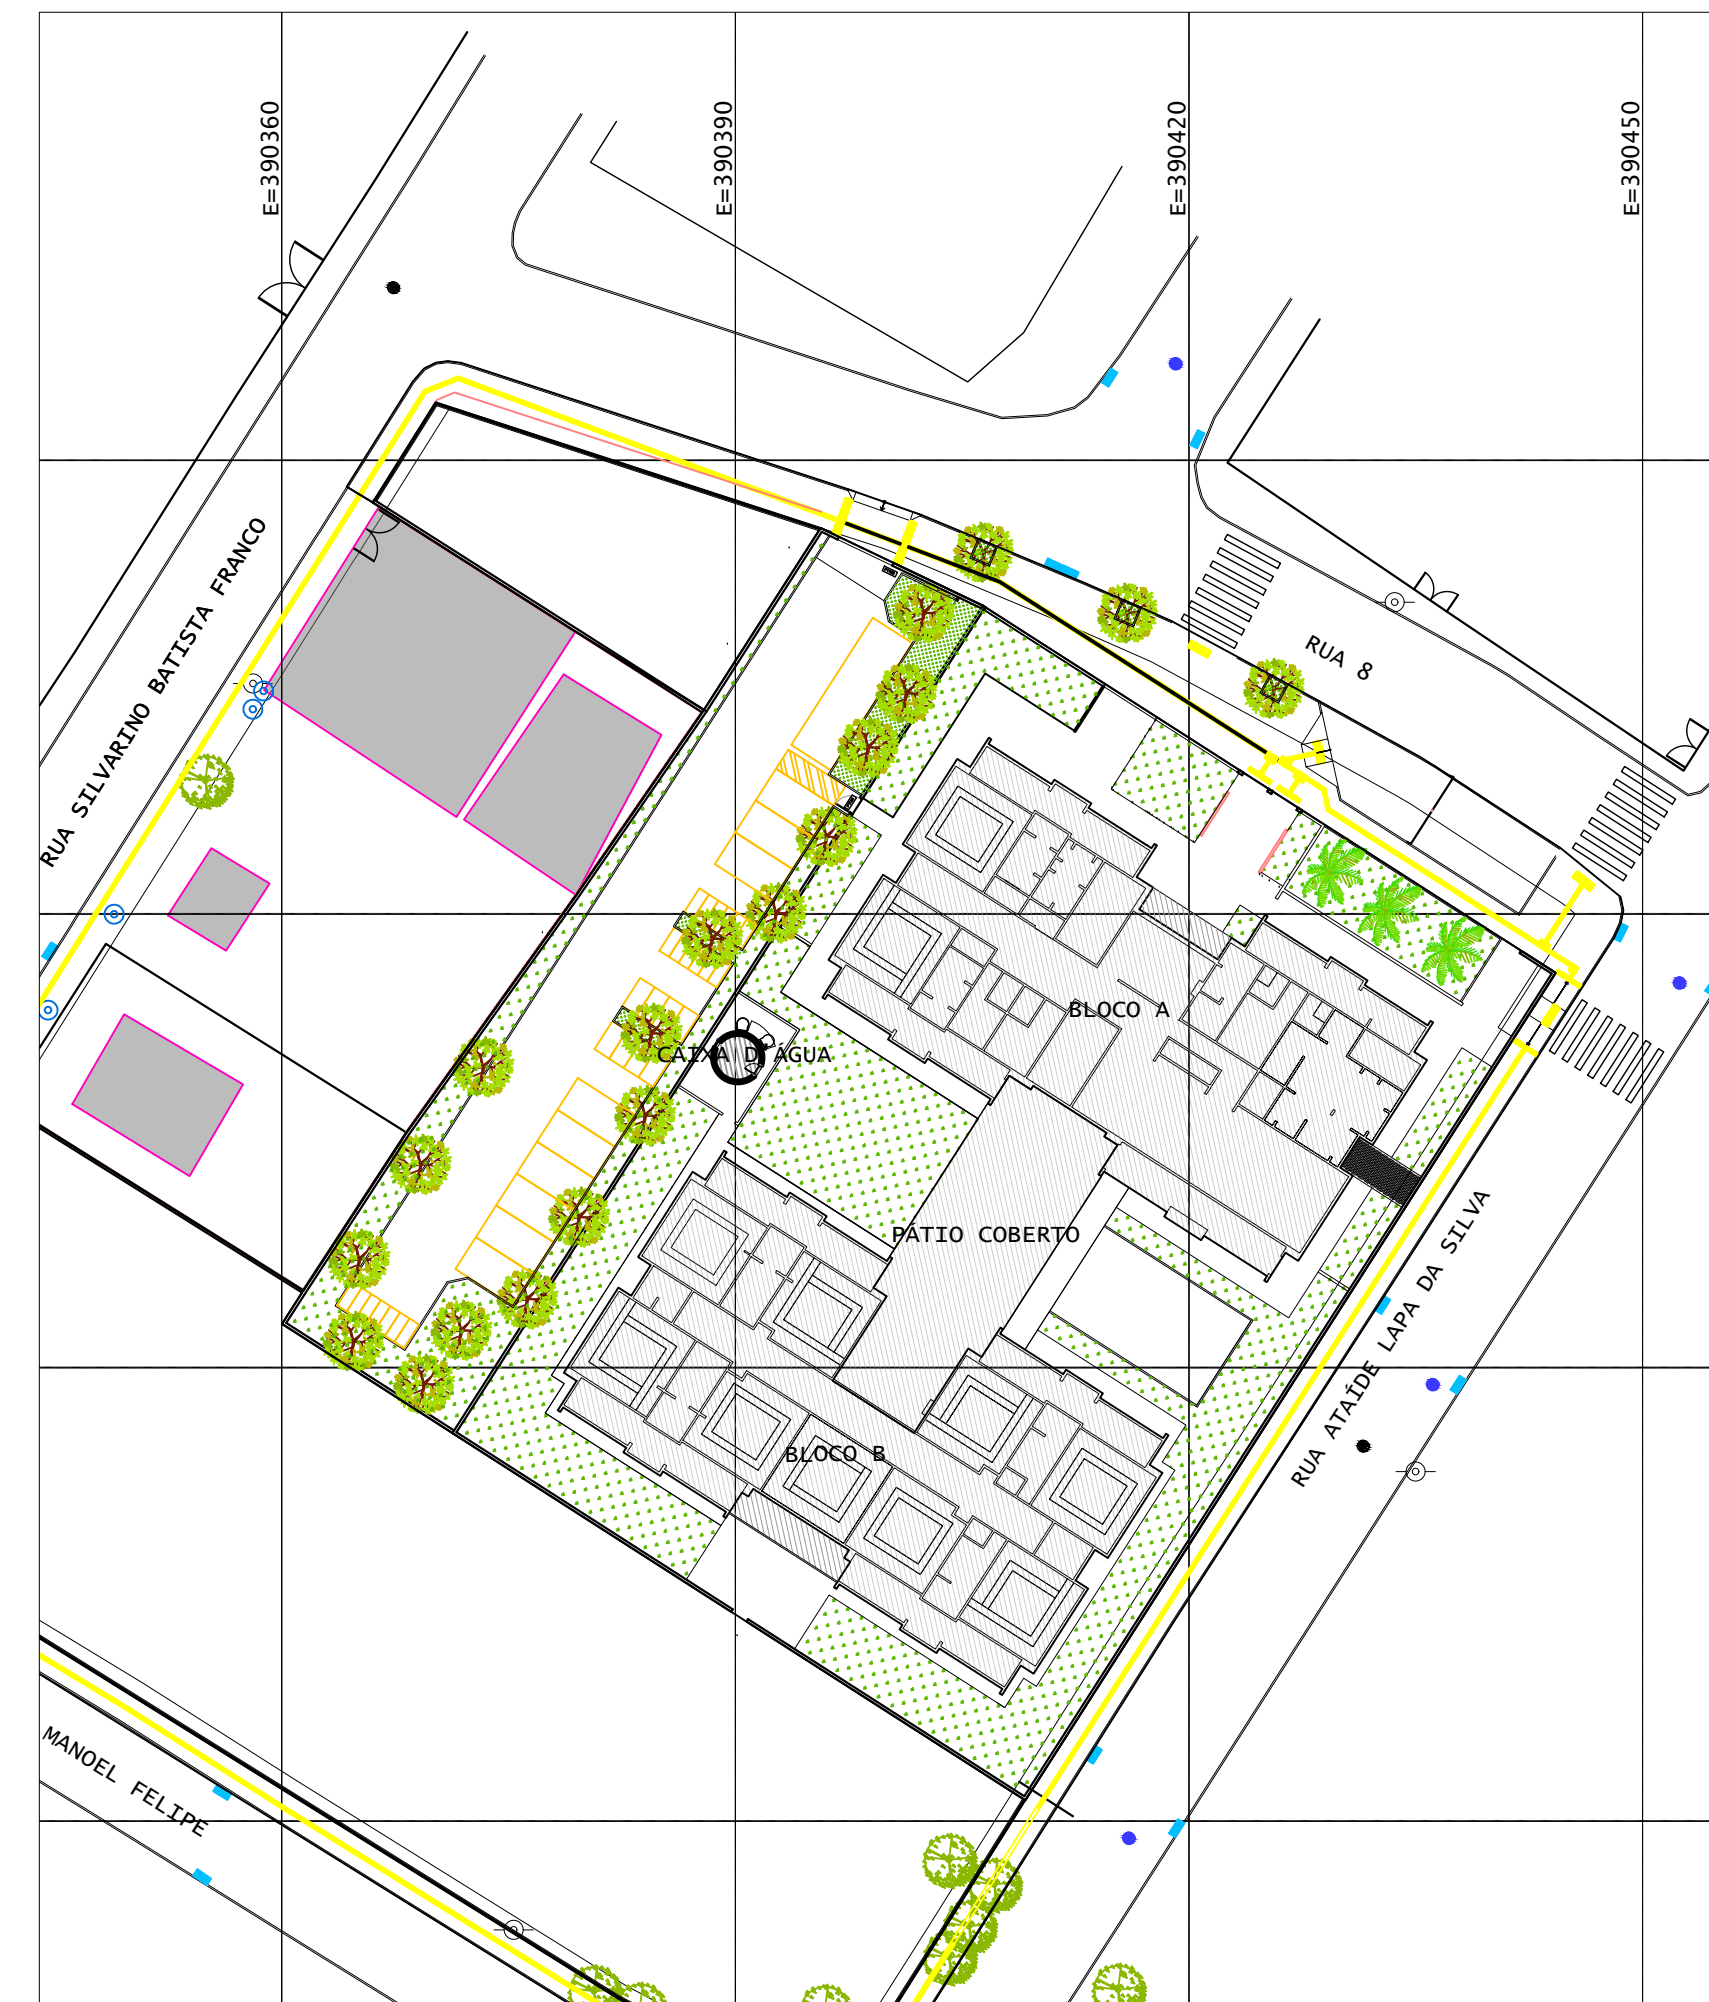 E=390360
E=390390
E=390420
E=390450
RUA SILVARINO BATISTA FRANCO
RUA 8
BLOCO A
CAIXA D'ÁGUA
PÁTIO COBERTO
RUA ATAÍDE LAPA DA SILVA
BLOCO B
MANOEL FELIPE